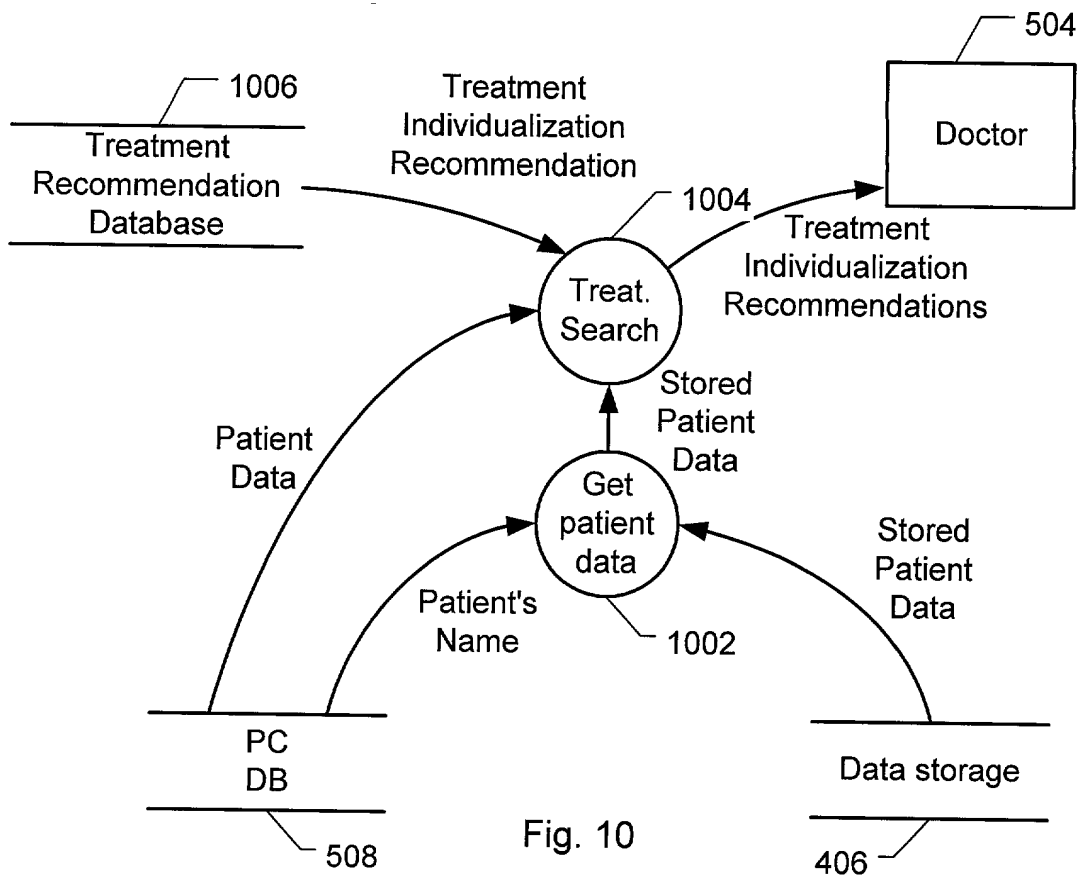 504
1006
Treatment
Individualization
Recommendation
Treatment
Recommendation
Database
Doctor
1004
Treatment
Individualization
Recommendations
Treat.
Search
Stored
Patient
Data
Patient
Data
Get
patient
data
Stored
Patient
Data
Patient's
Name
1002
PC
DB
Data storage
Fig. 10
508
406